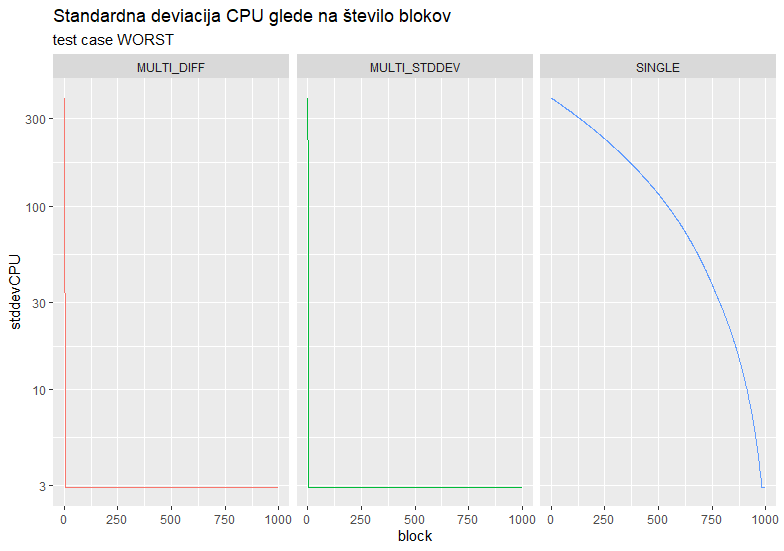 Standardna deviacija CPU glede na število blokov
test case WORST
MULTI_DIFF MULTI_STDDEV SINGLE
300
100
30
10
3
stddevCPU
0 250 500 750 1000 0 250 500 750 1000 0 250 500 750 1000
block